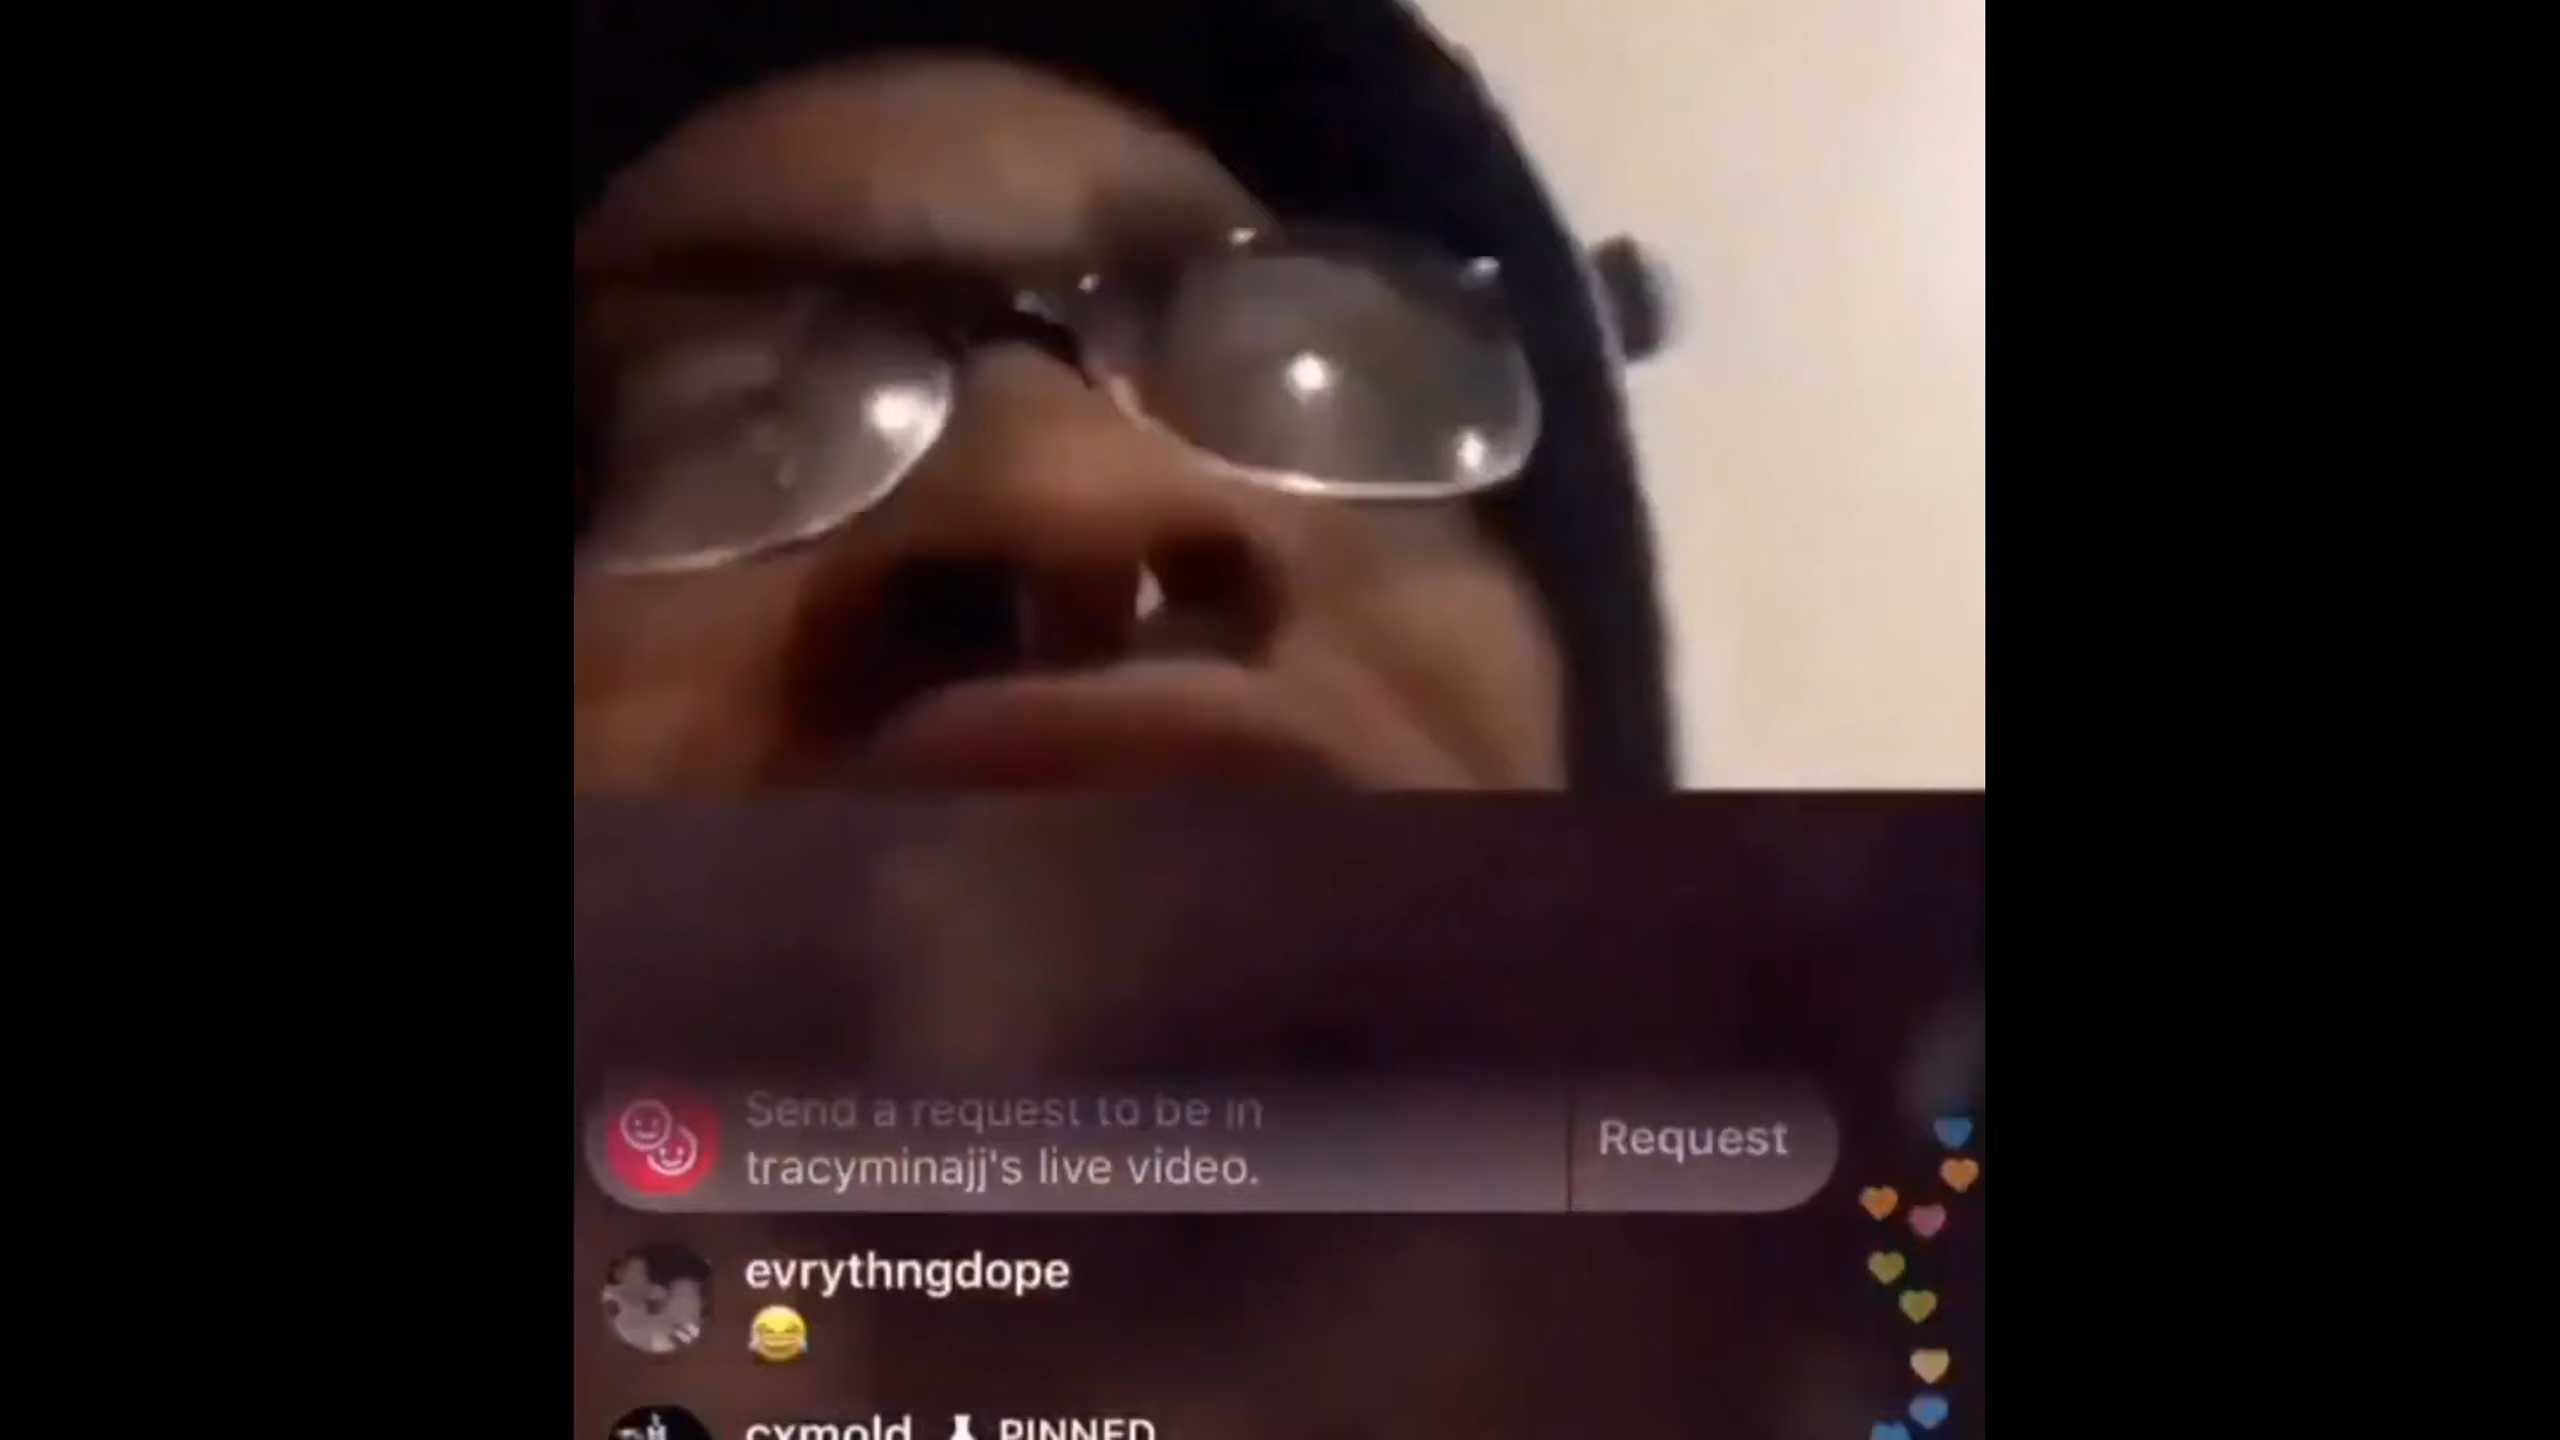 Send a request to be in
tracyminajj's live video.
Request
evrythngdope
😂
cxmold PINNED